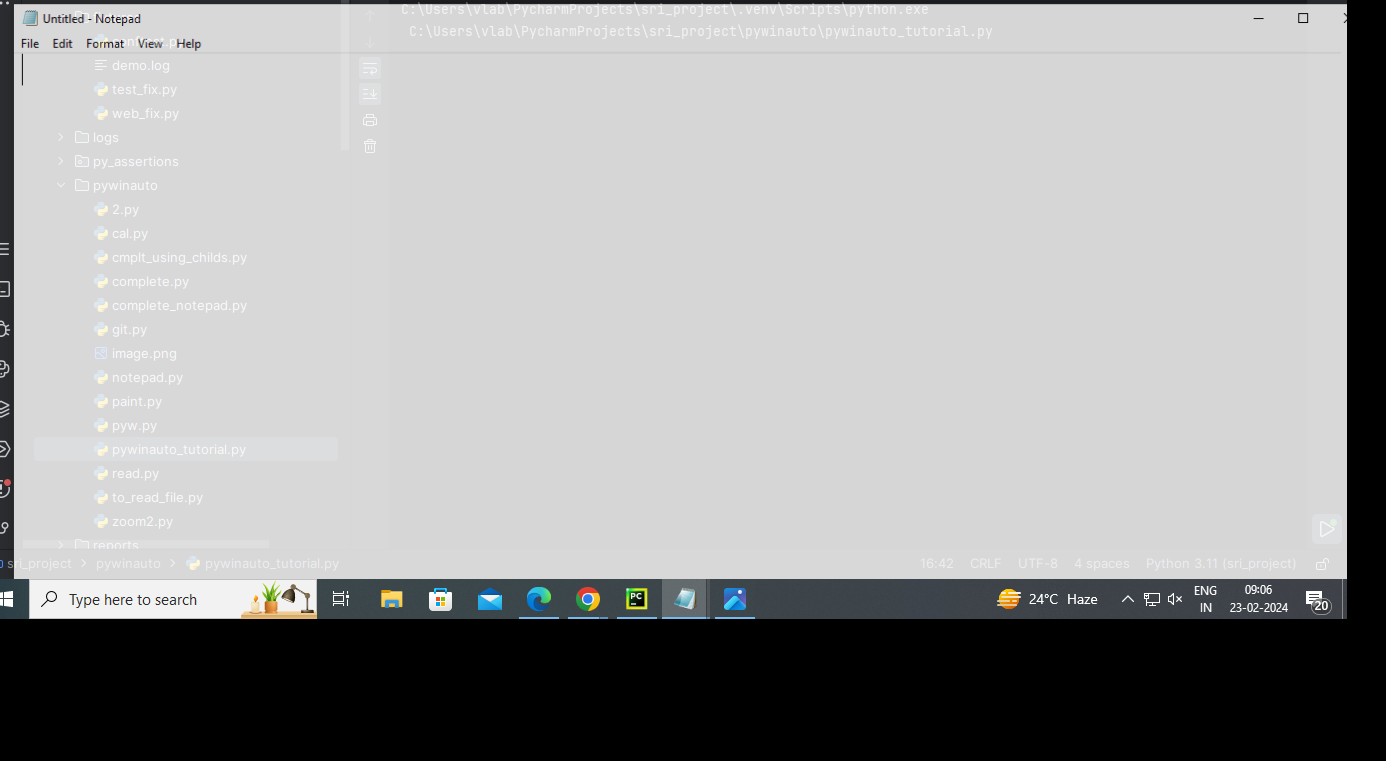 C:\Users\vlab\PycharmProjects\sri_project\.venv\Scripts\python.exe
Untitled - Notepad
C:\Users\vlab\PycharmProjects\sri_project\pywinauto\pywinauto_tutorial.py
File Edit Format View Help
demo.log
test_fix.py
web_fix.py
logs
py_assertions
pywinauto
2.py
cal.py
cmplt_using_childs.py
complete.py
complete_notepad.py
git.py
image.png
notepad.py
paint.py
pyw.py
pywinauto_tutorial.py
read.py
to_read_file.py
zoom2.py
reports
sri_project > pywinauto > pywinauto_tutorial.py 16:42 CRLF UTF-8 4 spaces Python 3.11 (sri_project)
Type here to search PC 24°C Haze ENG 09:06
IN 23-02-2024 20